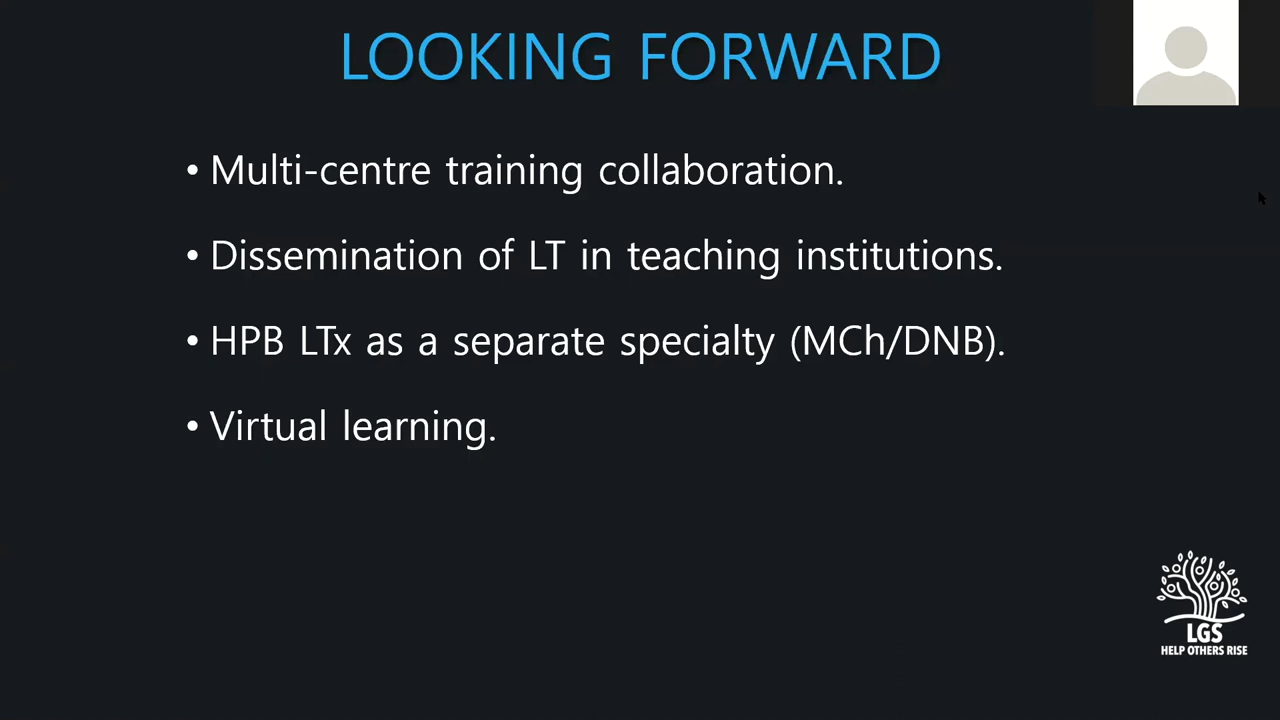 LOOKING FORWARD
• Multi-centre training collaboration.
• Dissemination of LT in teaching institutions.
• HPB LTx as a separate specialty (MCh/DNB).
• Virtual learning.
LGS
HELP OTHERS RISE